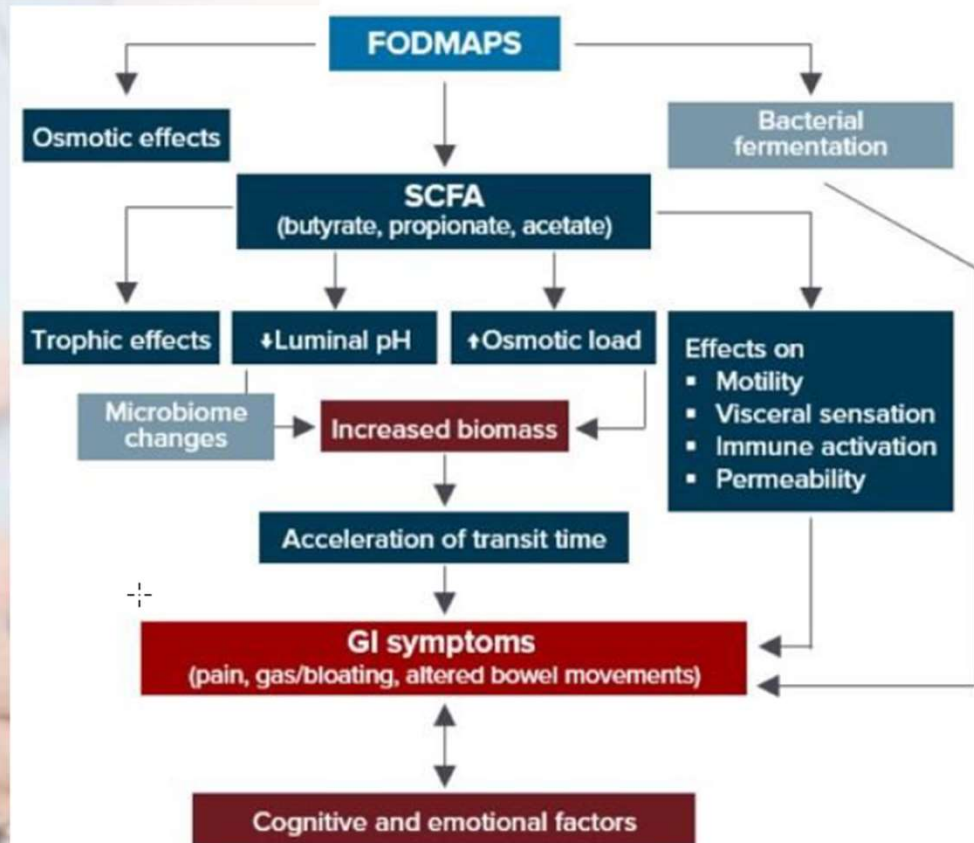 FODMAPS
Osmotic effects
Bacterial
fermentation
SCFA
(butyrate, propionate, acetate)
Trophic effects
↓Luminal pH
↑Osmotic load
Effects on
▪ Motility
▪ Visceral sensation
▪ Immune activation
▪ Permeability
Microbiome
changes
Increased biomass
Acceleration of transit time
GI symptoms
(pain, gas/bloating, altered bowel movements)
Cognitive and emotional factors